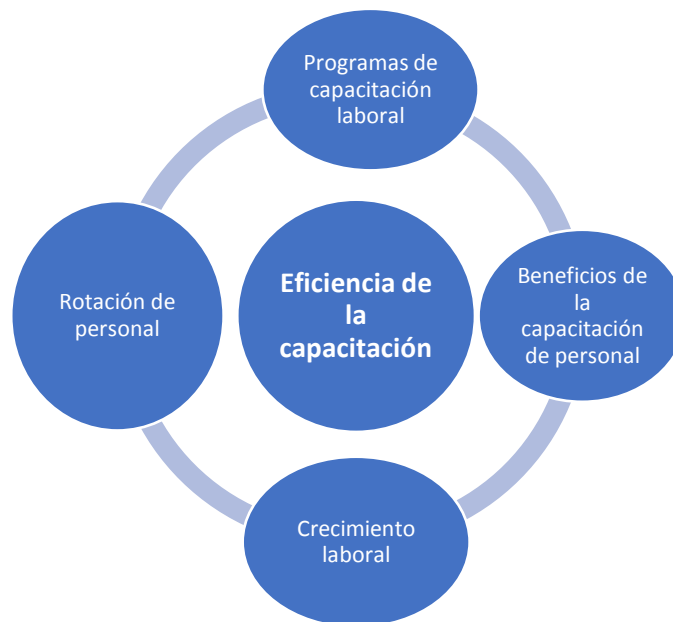 Programas de
capacitación
laboral
Rotación de
personal
Eficiencia de
la
capacitación
Beneficios de
la
capacitación
de personal
Crecimiento
laboral